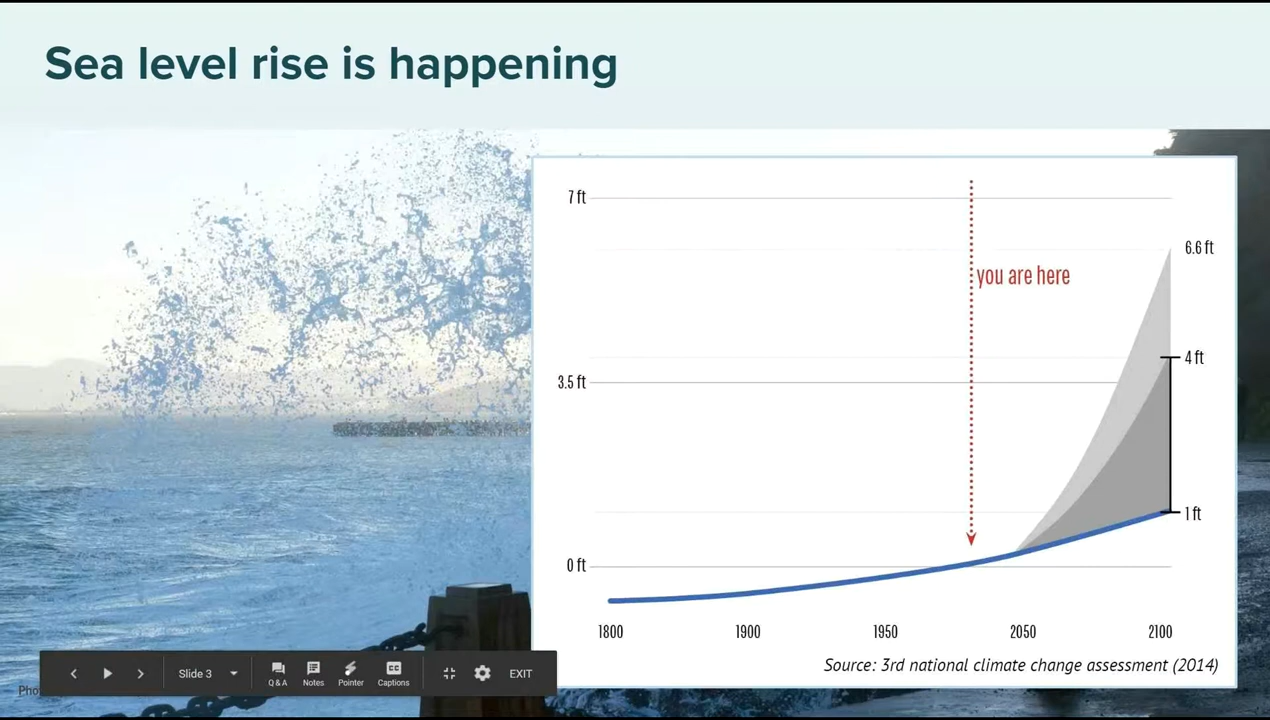 Sea level rise is happening
7 ft
6.6 ft
you are here
4 ft
3.5 ft
1 ft
0 ft
1800 1900 1950 2050 2100
Source: 3rd national climate change assessment (2014)
Slide 3 Q & A Notes Pointer Captions EXIT